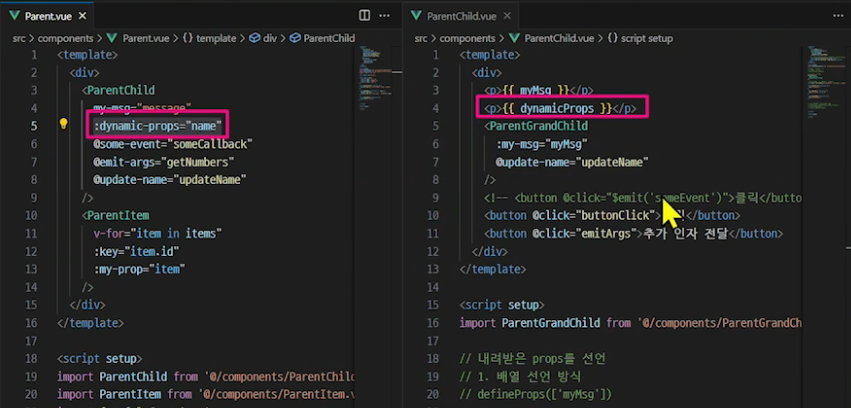 Parent.vue
src > components > Parent.vue > {} template > div > ParentChild
1 <template>
2 <div>
3 <ParentChild
4 my-msg="message"
5 :dynamic-props="name"
6 @some-event="someCallback"
7 @emit-args="getNumbers"
8 @update-name="updateName"
9 />
10 <ParentItem
11 v-for="item in items"
12 :key="item.id"
13 :my-prop="item"
14 />
15 </div>
16 </template>
17
18 <script setup>
19 import ParentChild from '@/components/ParentChild
20 import ParentItem from '@/components/ParentItem.v
ParentChild.vue
src > components > ParentChild.vue > {} script setup
1 <template>
2 <div>
3 <p>{{ myMsg }}</p>
4 <p>{{ dynamicProps }}</p>
5 <ParentGrandChild
6 :my-msg="myMsg"
7 @update-name="updateName"
8 />
9 <!-- <button @click="$emit('someEvent')">클릭</button
10 <button @click="buttonClick"></button>
11 <button @click="emitArgs">추가 인자 전달</button>
12 </div>
13 </template>
14
15 <script setup>
16 import ParentGrandChild from '@/components/ParentGrandCh
17
18 // 내려받은 props를 선언
19 // 1. 배열 선언 방식
20 // defineProps(['myMsg'])